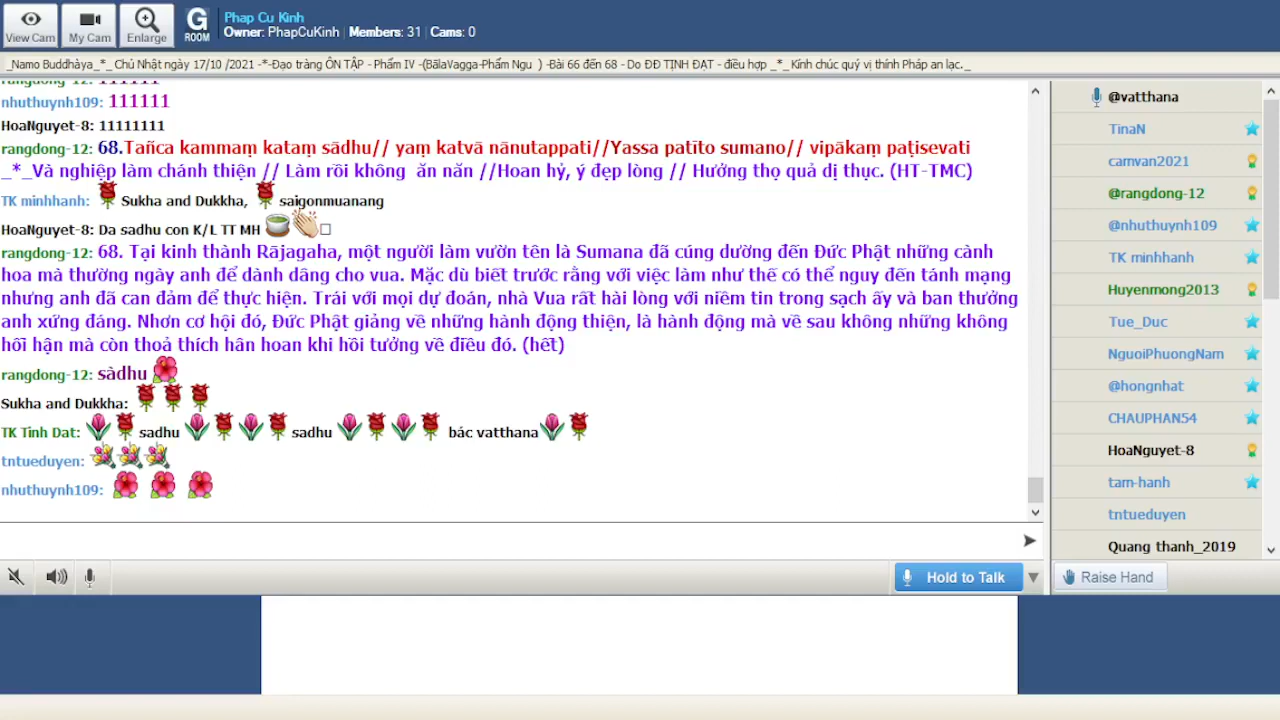 View Cam
My Cam
Enlarge
G
ROOM
Phap Cu Kinh
Owner: PhapCuKinh | Members: 31 | Cams: 0
_Namo Buddhàya_*_ Chủ Nhật ngày 17/10 /2021 -*-Đạo tràng ÔN TẬP - Phẩm IV -(BālaVagga-Phẩm Ngu ) -Bài 66 đến 68 - Do ĐĐ TỊNH ĐẠT - điều hợp _*_Kính chúc quý vị thính Pháp an lạc._
rangdong-12: 111111
nhuthuynh109: 111111
HoaNguyet-8: 11111111
rangdong-12: 68.Tañca kammaṃ kataṃ sādhu// yaṃ katvā nānutappati//Yassa patīto sumano// vipākaṃ paṭisevati
_*_Và nghiệp làm chánh thiện // Làm rồi không ăn năn //Hoan hỷ, ý đẹp lòng // Hưởng thọ quả dị thục. (HT-TMC)
TK minhhanh: Sukha and Dukkha, saigonmuanang
HoaNguyet-8: Da sadhu con K/L TT MH
rangdong-12: 68. Tại kinh thành Rājagaha, một người làm vườn tên là Sumana đã cúng dường đến Đức Phật những cành
hoa mà thường ngày anh để dành dâng cho vua. Mặc dù biết trước rằng với việc làm như thế có thể nguy đến tánh mạng
nhưng anh đã can đảm để thực hiện. Trái với mọi dự đoán, nhà Vua rất hài lòng với niềm tin trong sạch ấy và ban thưởng
anh xứng đáng. Nhơn cơ hội đó, Đức Phật giảng về những hành động thiện, là hành động mà về sau không những không
hối hận mà còn thoả thích hân hoan khi hồi tưởng về điều đó. (hết)
rangdong-12: sàdhu
Sukha and Dukkha:
TK Tinh Dat: sadhu sadhu bác vatthana
tntueduyen:
nhuthuynh109:
Hold to Talk
@vatthana
TinaN
camvan2021
@rangdong-12
@nhuthuynh109
TK minhhanh
Huyenmong2013
Tue_Duc
NguoiPhuongNam
@hongnhat
CHAUPHAN54
HoaNguyet-8
tam-hanh
tntueduyen
Quang thanh_2019
Raise Hand